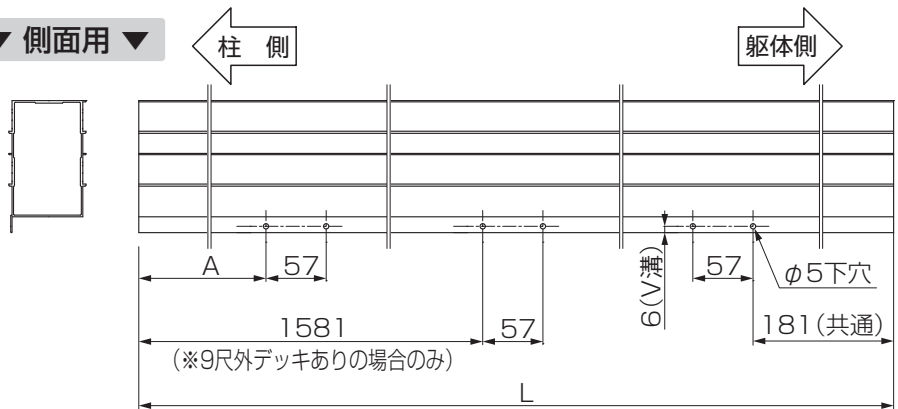 ▼ 側面用 ▼
柱 側
躯体側
A
57
57
6(V溝)
φ5下穴
1581
57
181(共通)
(※9尺外デッキありの場合のみ)
L